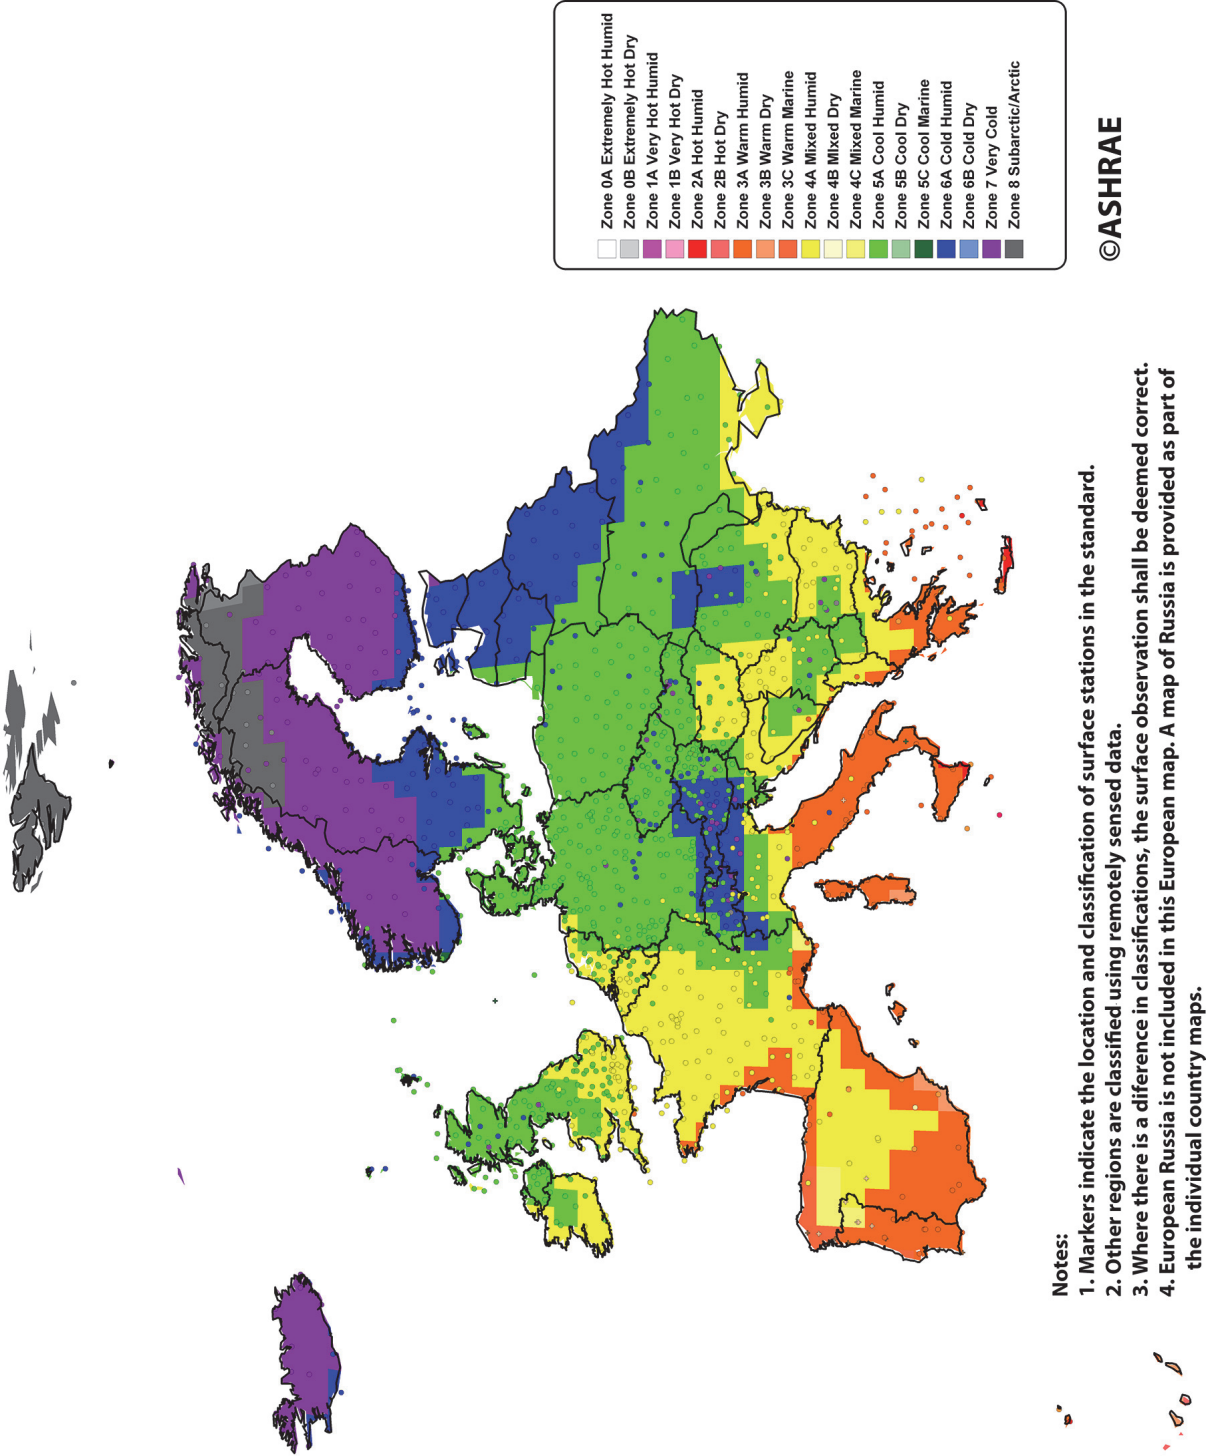 Zone 0A Extremely Hot Humid
Zone 0B Extremely Hot Dry
Zone 1A Very Hot Humid
Zone 1B Very Hot Dry
Zone 2A Hot Humid
Zone 2B Hot Dry
Zone 3A Warm Humid
Zone 3B Warm Dry
Zone 3C Warm Marine
Zone 4A Mixed Humid
Zone 4B MIxed Dry
Zone 4C Mixed Marine
Zone 5A Cool Humid
Zone 5B Cool Dry
Zone 5C Cool Marine
Zone 6A Cold Humid
Zone 6B Cold Dry
Zone 7 Very Cold
Zone 8 Subarctic/Arctic
©ASHRAE
Notes:
1. Markers indicate the location and classification of surface stations in the standard.
2. Other regions are classified using remotely sensed data.
3. Where there is a diference in classifications, the surface observation shall be deemed correct.
4. European Russia is not included in this European map. A map of Russia is provided as part of
the individual country maps.